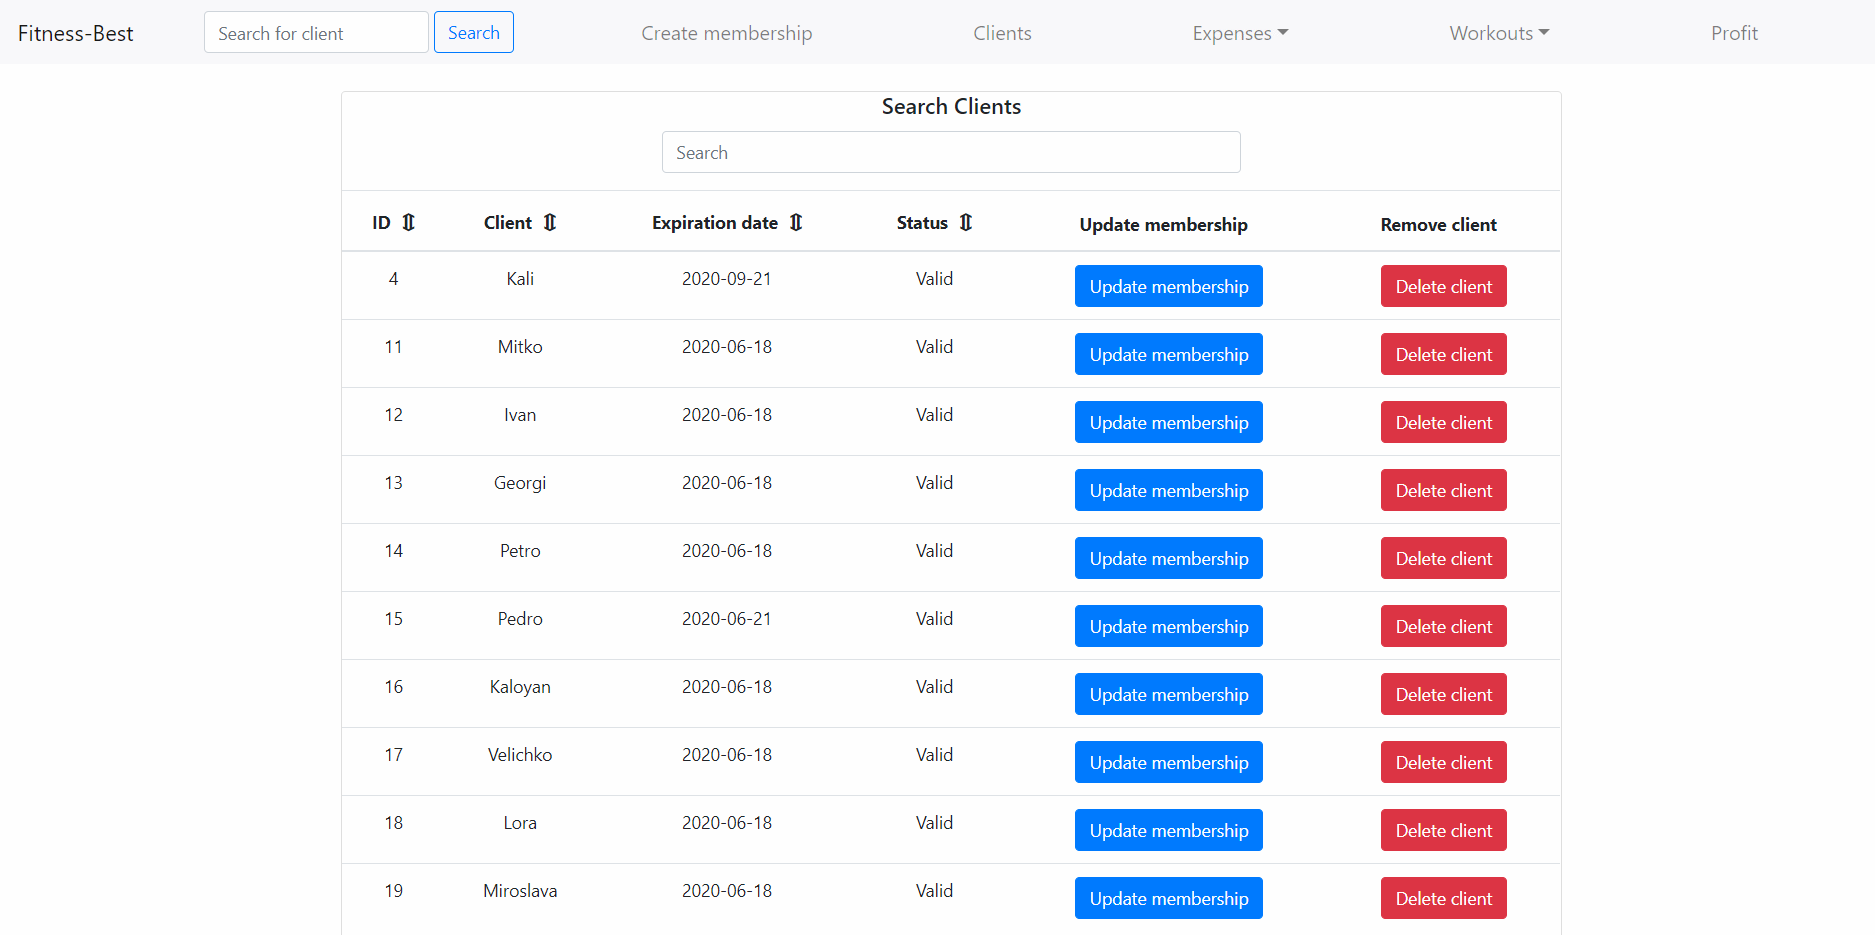 Fitness-Best Search for client Search Create membership Clients Expenses Workouts Profit
Search Clients
Search
ID Client Expiration date Status Update membership Remove client
4 Kali 2020-09-21 Valid Update membership Delete client
11 Mitko 2020-06-18 Valid Update membership Delete client
12 Ivan 2020-06-18 Valid Update membership Delete client
13 Georgi 2020-06-18 Valid Update membership Delete client
14 Petro 2020-06-18 Valid Update membership Delete client
15 Pedro 2020-06-21 Valid Update membership Delete client
16 Kaloyan 2020-06-18 Valid Update membership Delete client
17 Velichko 2020-06-18 Valid Update membership Delete client
18 Lora 2020-06-18 Valid Update membership Delete client
19 Miroslava 2020-06-18 Valid Update membership Delete client